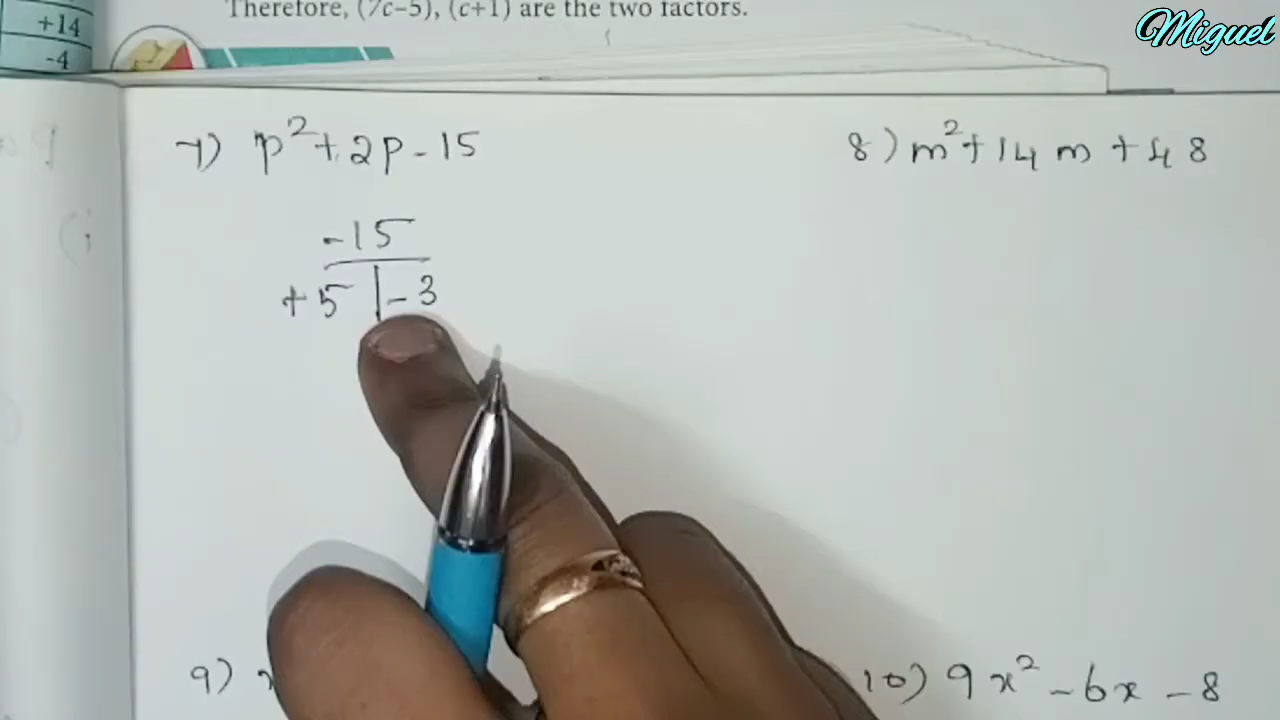 Therefore, (7c–5), (c+1) are the two factors.
Miguel
+14
-4
7) p²+2p-15
8) m²+14m+48
-15
+5 | -3
9)
10) 9x²-6x-8